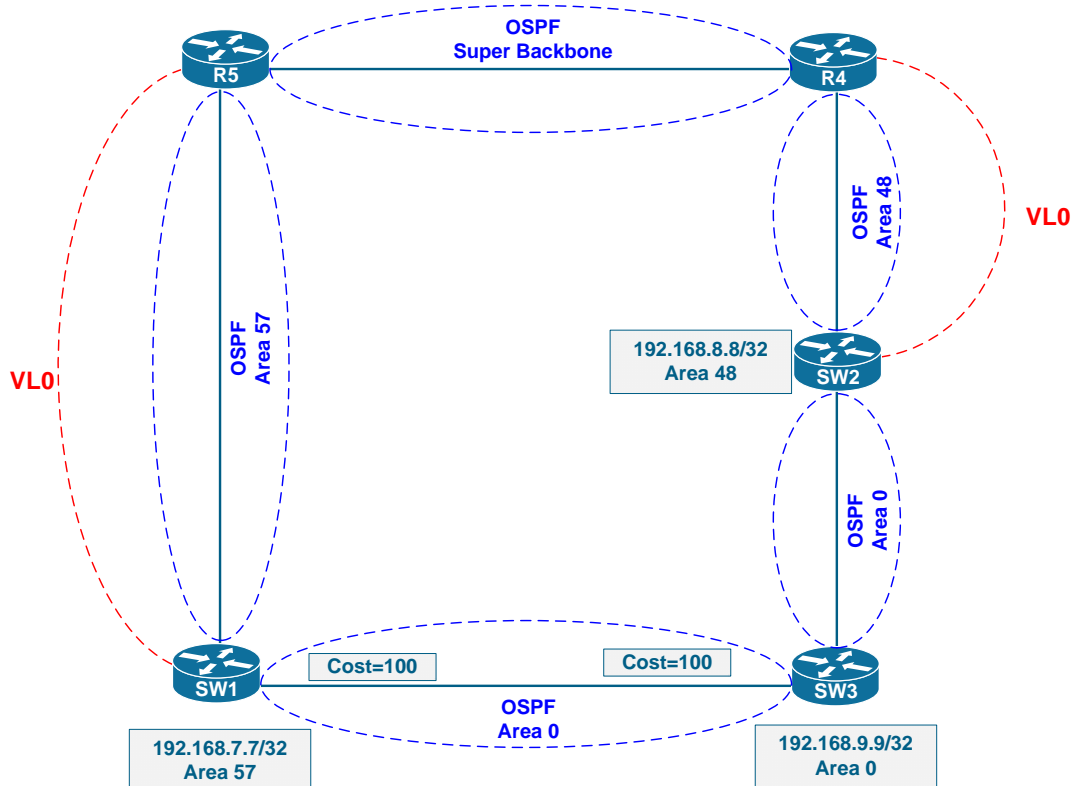 OSPF
Super Backbone
R5
R4
OSPF
Area 48
VL0
OSPF
Area 57
VL0
192.168.8.8/32
Area 48
SW2
OSPF
Area 0
Cost=100
Cost=100
SW1
SW3
OSPF
Area 0
192.168.7.7/32
Area 57
192.168.9.9/32
Area 0